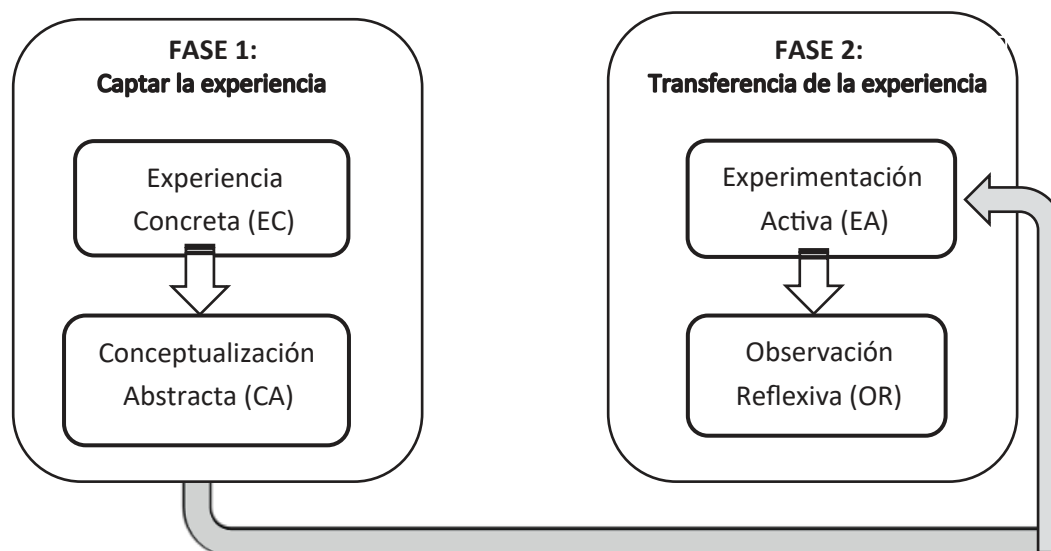 FASE 1:
Captar la experiencia
Experiencia
Concreta (EC)
Conceptualización
Abstracta (CA)
FASE 2:
Transferencia de la experiencia
Experimentación
Activa (EA)
Observación
Reflexiva (OR)